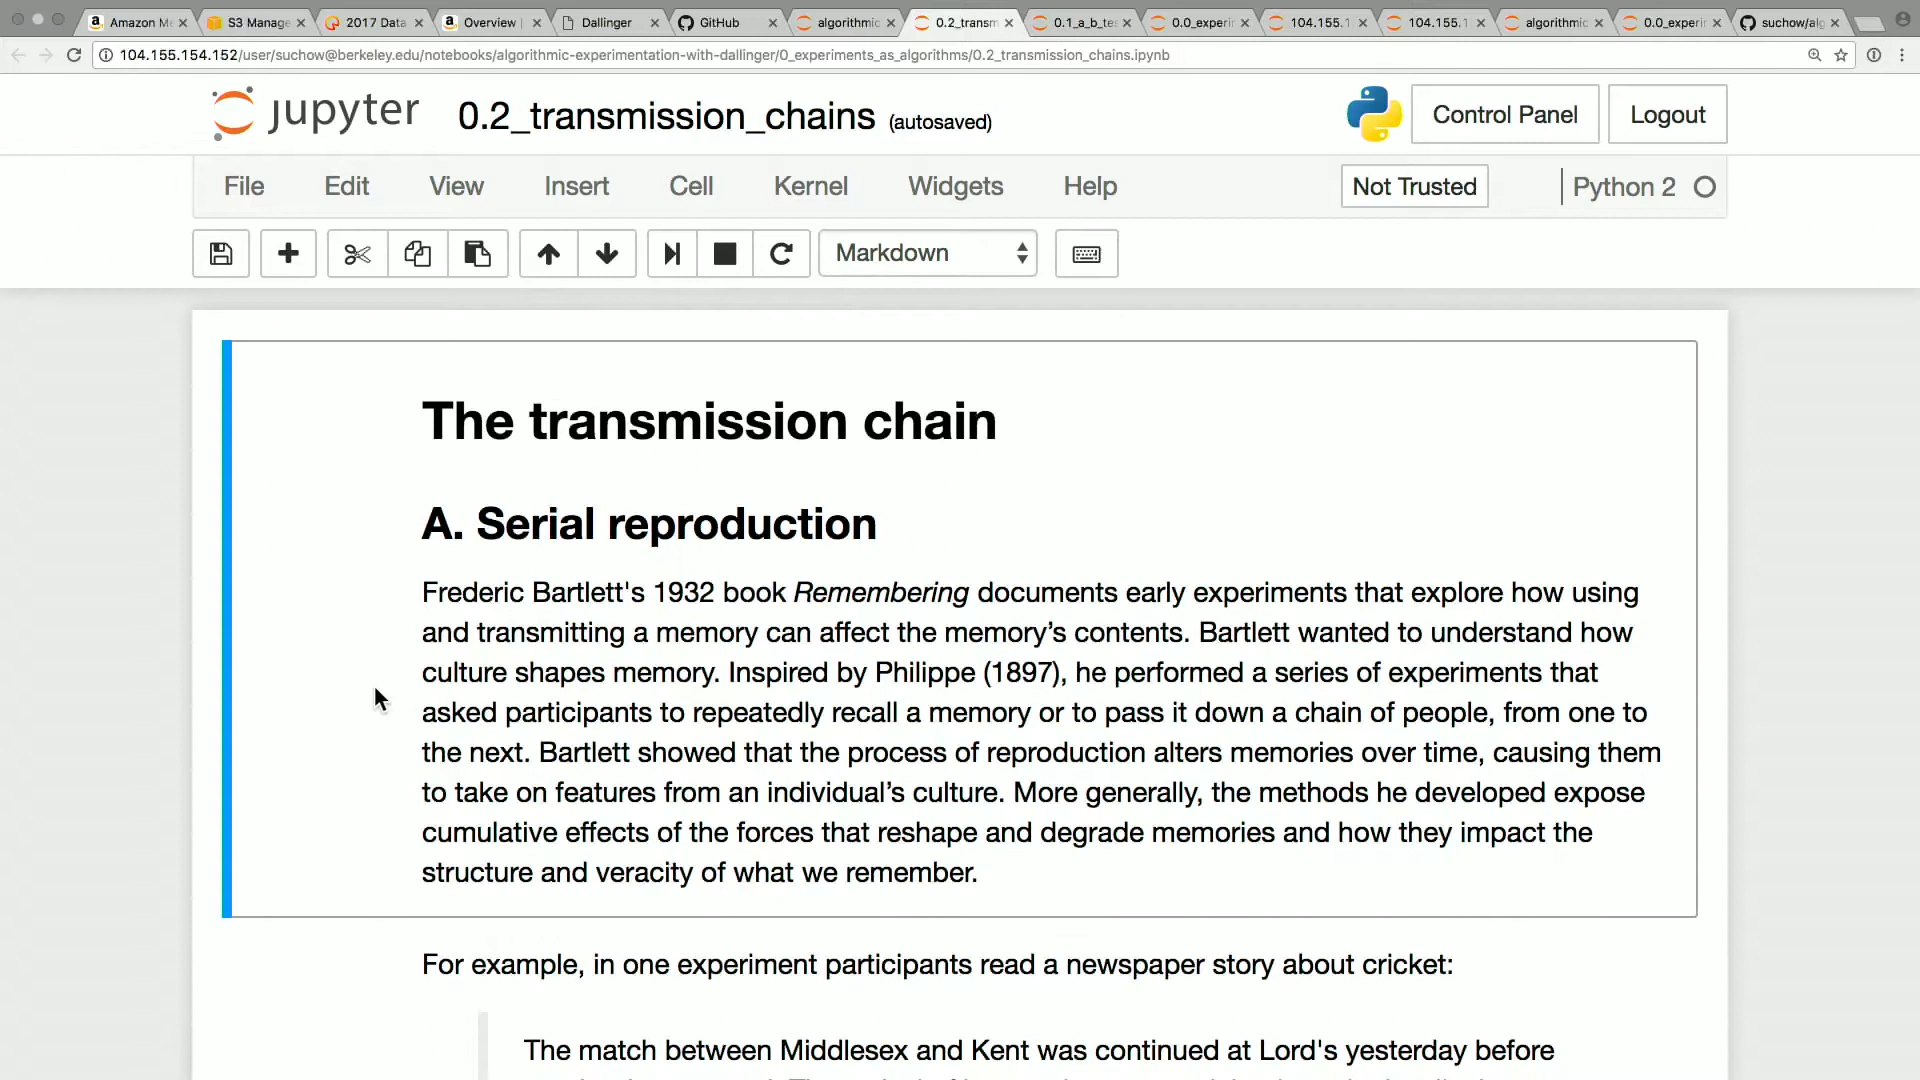 Amazon Me
S3 Manage
2017 Data
Overview
Dallinger
GitHub
algorithmic
0.2_transm
0.1_a_b_tes
0.0_experim
104.155.1
104.155.1
algorithmic
0.0_experim
suchow/alg
104.155.154.152/user/suchow@berkeley.edu/notebooks/algorithmic-experimentation-with-dallinger/0_experiments_as_algorithms/0.2_transmission_chains.ipynb
jupyter 0.2_transmission_chains (autosaved) Control Panel Logout
File Edit View Insert Cell Kernel Widgets Help Not Trusted Python 2
Markdown
The transmission chain
A. Serial reproduction
Frederic Bartlett's 1932 book Remembering documents early experiments that explore how using
and transmitting a memory can affect the memory’s contents. Bartlett wanted to understand how
culture shapes memory. Inspired by Philippe (1897), he performed a series of experiments that
asked participants to repeatedly recall a memory or to pass it down a chain of people, from one to
the next. Bartlett showed that the process of reproduction alters memories over time, causing them
to take on features from an individual’s culture. More generally, the methods he developed expose
cumulative effects of the forces that reshape and degrade memories and how they impact the
structure and veracity of what we remember.
For example, in one experiment participants read a newspaper story about cricket:
The match between Middlesex and Kent was continued at Lord's yesterday before